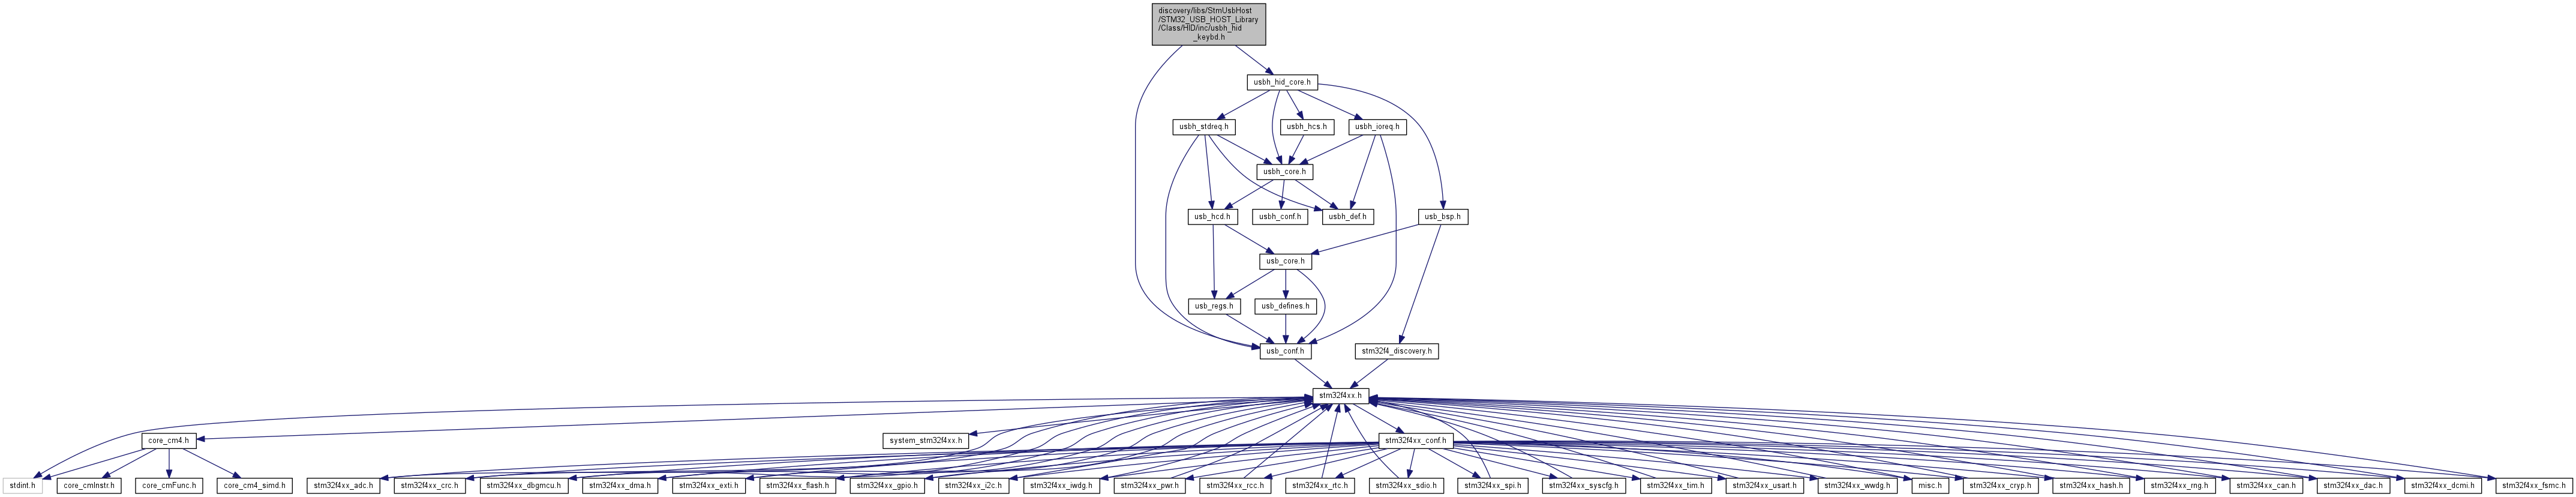 discovery/libs/StmUsbHost
/STM32_USB_HOST_Library
/Class/HID/inc/usbh_hid
_keybd.h
usbh_hid_core.h
usbh_stdreq.h
usbh_hcs.h
usbh_ioreq.h
usbh_core.h
usb_hcd.h
usbh_conf.h
usbh_def.h
usb_bsp.h
usb_core.h
usb_regs.h
usb_defines.h
usb_conf.h
stm32f4_discovery.h
stm32f4xx.h
core_cm4.h
system_stm32f4xx.h
stm32f4xx_conf.h
stdint.h
core_cmInstr.h
core_cmFunc.h
core_cm4_simd.h
stm32f4xx_adc.h
stm32f4xx_crc.h
stm32f4xx_dbgmcu.h
stm32f4xx_dma.h
stm32f4xx_exti.h
stm32f4xx_flash.h
stm32f4xx_gpio.h
stm32f4xx_i2c.h
stm32f4xx_iwdg.h
stm32f4xx_pwr.h
stm32f4xx_rcc.h
stm32f4xx_rtc.h
stm32f4xx_sdio.h
stm32f4xx_spi.h
stm32f4xx_syscfg.h
stm32f4xx_tim.h
stm32f4xx_usart.h
stm32f4xx_wwdg.h
misc.h
stm32f4xx_cryp.h
stm32f4xx_hash.h
stm32f4xx_rng.h
stm32f4xx_can.h
stm32f4xx_dac.h
stm32f4xx_dcmi.h
stm32f4xx_fsmc.h